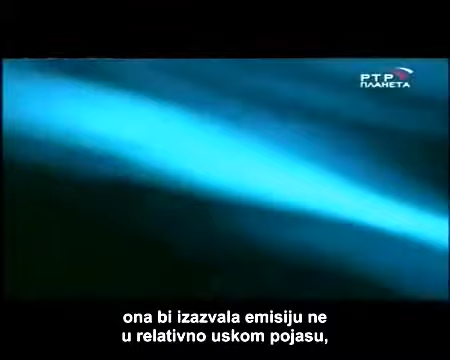 РТР
ПЛАНЕТА
ona bi izazvala emisiju ne
u relativno uskom pojasu,